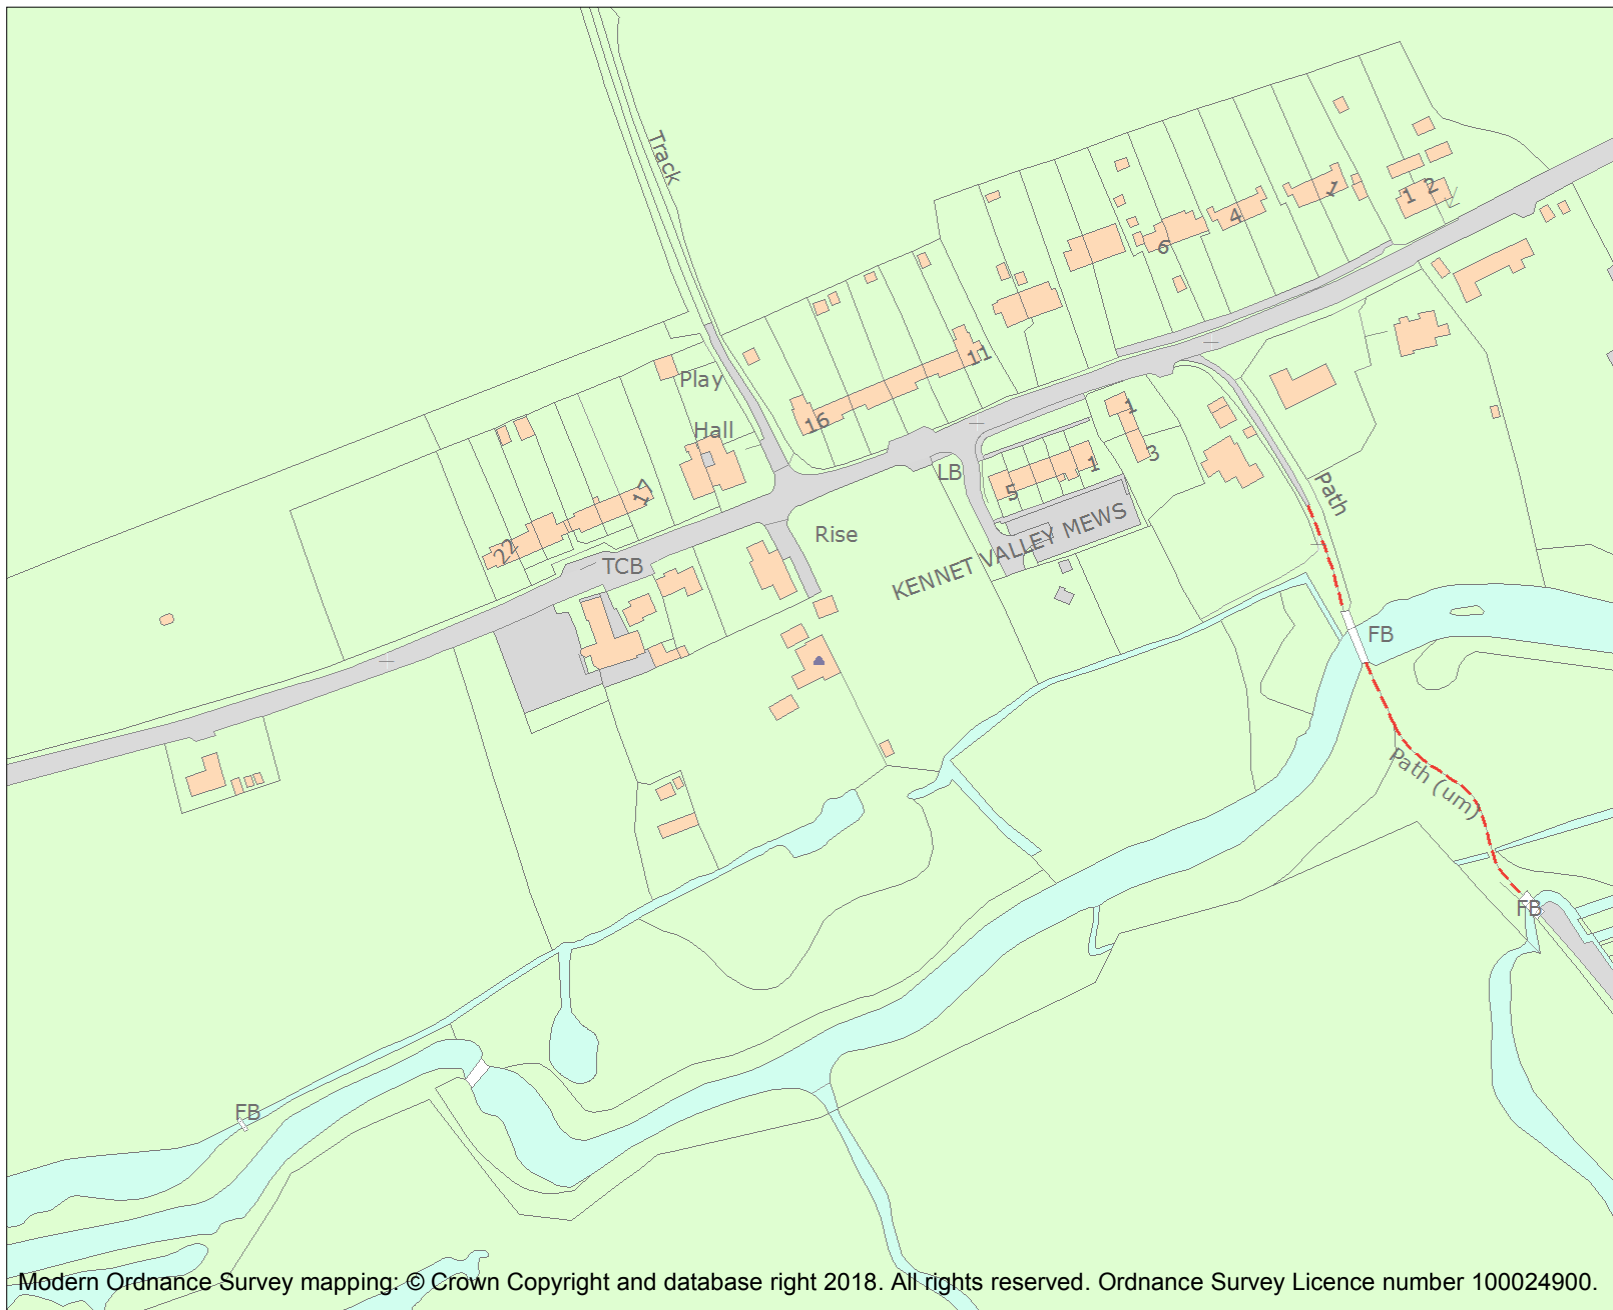 Track
1
1 2
4
6
11
Play
16
Hall
1
3
LB
1
5
17
Path
KENNET VALLEY MEWS
Rise
22
TCB
FB
Path (um)
FB
FB
Modern Ordnance Survey mapping: © Crown Copyright and database right 2018. All rights reserved. Ordnance Survey Licence number 100024900.